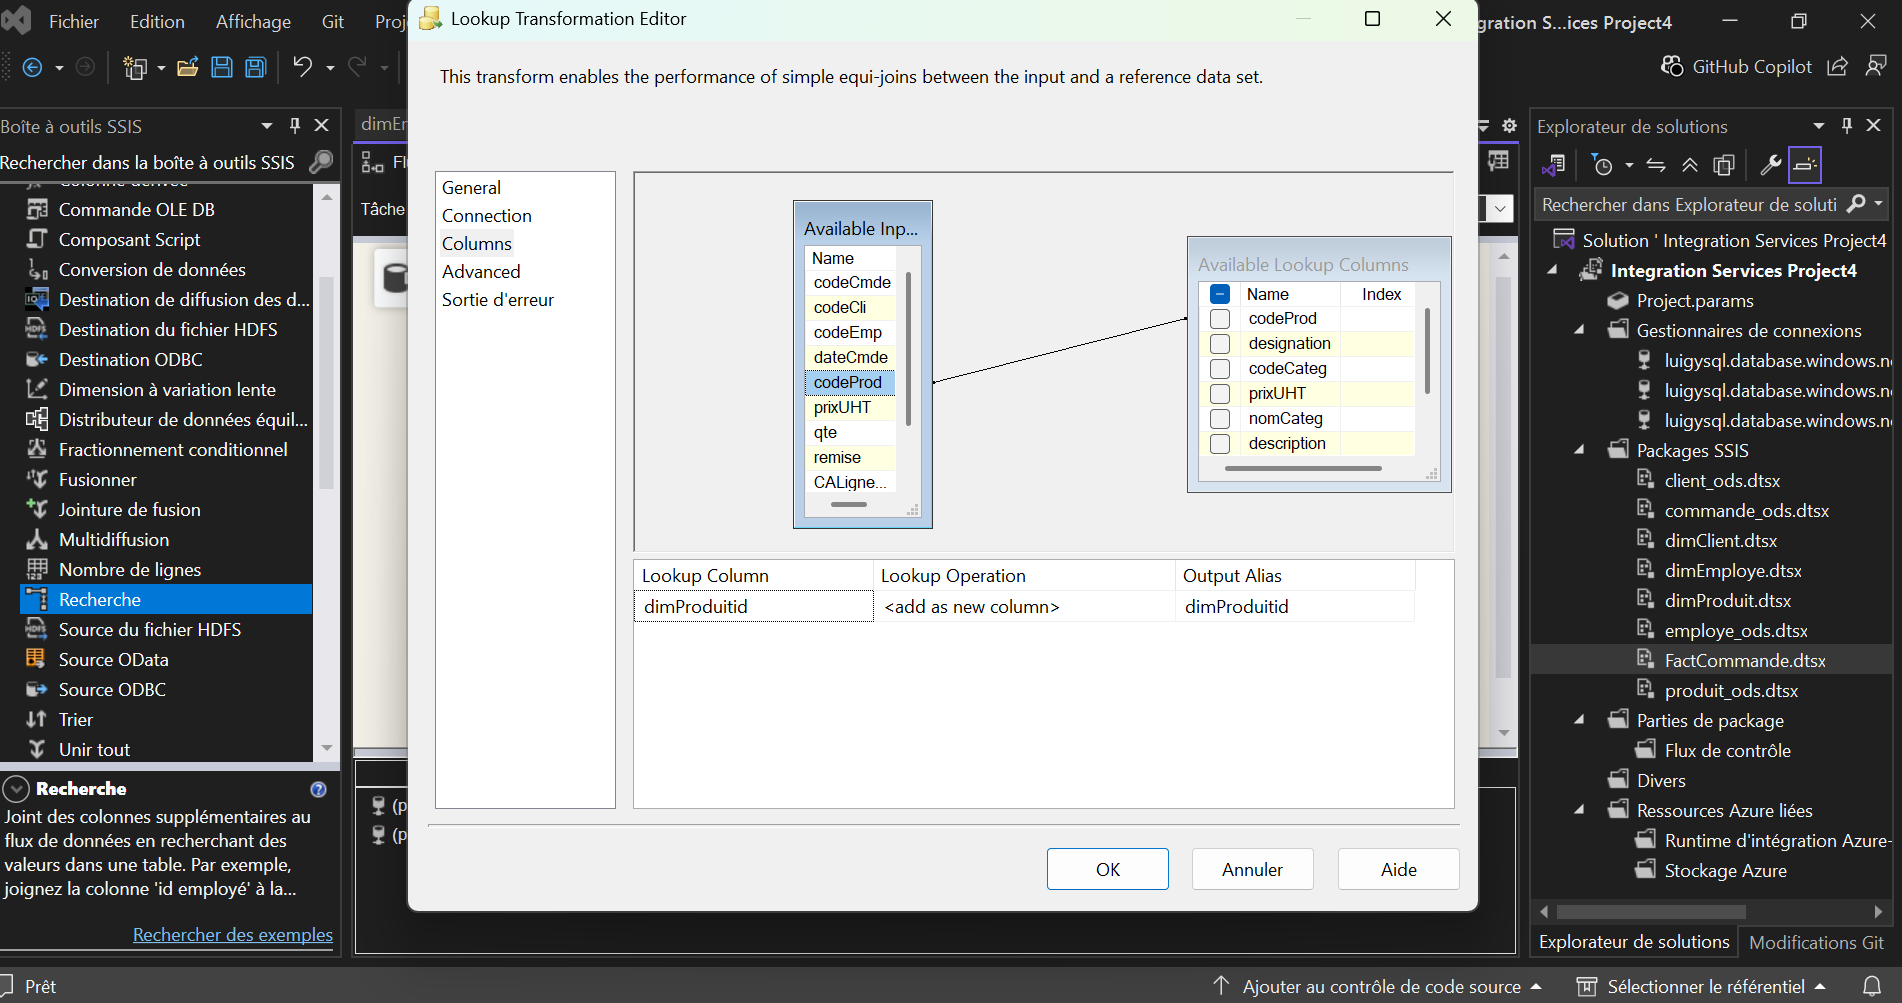 Fichier Edition Affichage Git
Lookup Transformation Editor
This transform enables the performance of simple equi-joins between the input and a reference data set.
GitHub Copilot
Boîte à outils SSIS
Rechercher dans la boîte à outils SSIS
Commande OLE DB
Composant Script
Conversion de données
Destination de diffusion des d...
Destination du fichier HDFS
Destination ODBC
Dimension à variation lente
Distributeur de données équil...
Fractionnement conditionnel
Fusionner
Jointure de fusion
Multidiffusion
Nombre de lignes
Recherche
Source du fichier HDFS
Source OData
Source ODBC
Trier
Unir tout
Recherche
Joint des colonnes supplémentaires au
flux de données en recherchant des
valeurs dans une table. Par exemple,
joignez la colonne 'id employé' à la...
Rechercher des exemples
Tâche
General
Connection
Columns
Advanced
Sortie d'erreur
Available Inp...
Name
codeCmde
codeCli
codeEmp
dateCmde
codeProd
prixUHT
qte
remise
CALigne...
Available Lookup Columns
Name Index
codeProd
designation
codeCateg
prixUHT
nomCateg
description
Lookup Column Lookup Operation Output Alias
dimProduitid <add as new column> dimProduitid
OK Annuler Aide
Explorateur de solutions
Rechercher dans Explorateur de soluti
Solution ' Integration Services Project4
Integration Services Project4
Project.params
Gestionnaires de connexions
luigysql.database.windows.n
luigysql.database.windows.n
luigysql.database.windows.n
Packages SSIS
client_ods.dtsx
commande_ods.dtsx
dimClient.dtsx
dimEmploye.dtsx
dimProduit.dtsx
employe_ods.dtsx
FactCommande.dtsx
produit_ods.dtsx
Parties de package
Flux de contrôle
Divers
Ressources Azure liées
Runtime d'intégration Azure-
Stockage Azure
Explorateur de solutions Modifications Git
Prêt
Ajouter au contrôle de code source Sélectionner le référentiel